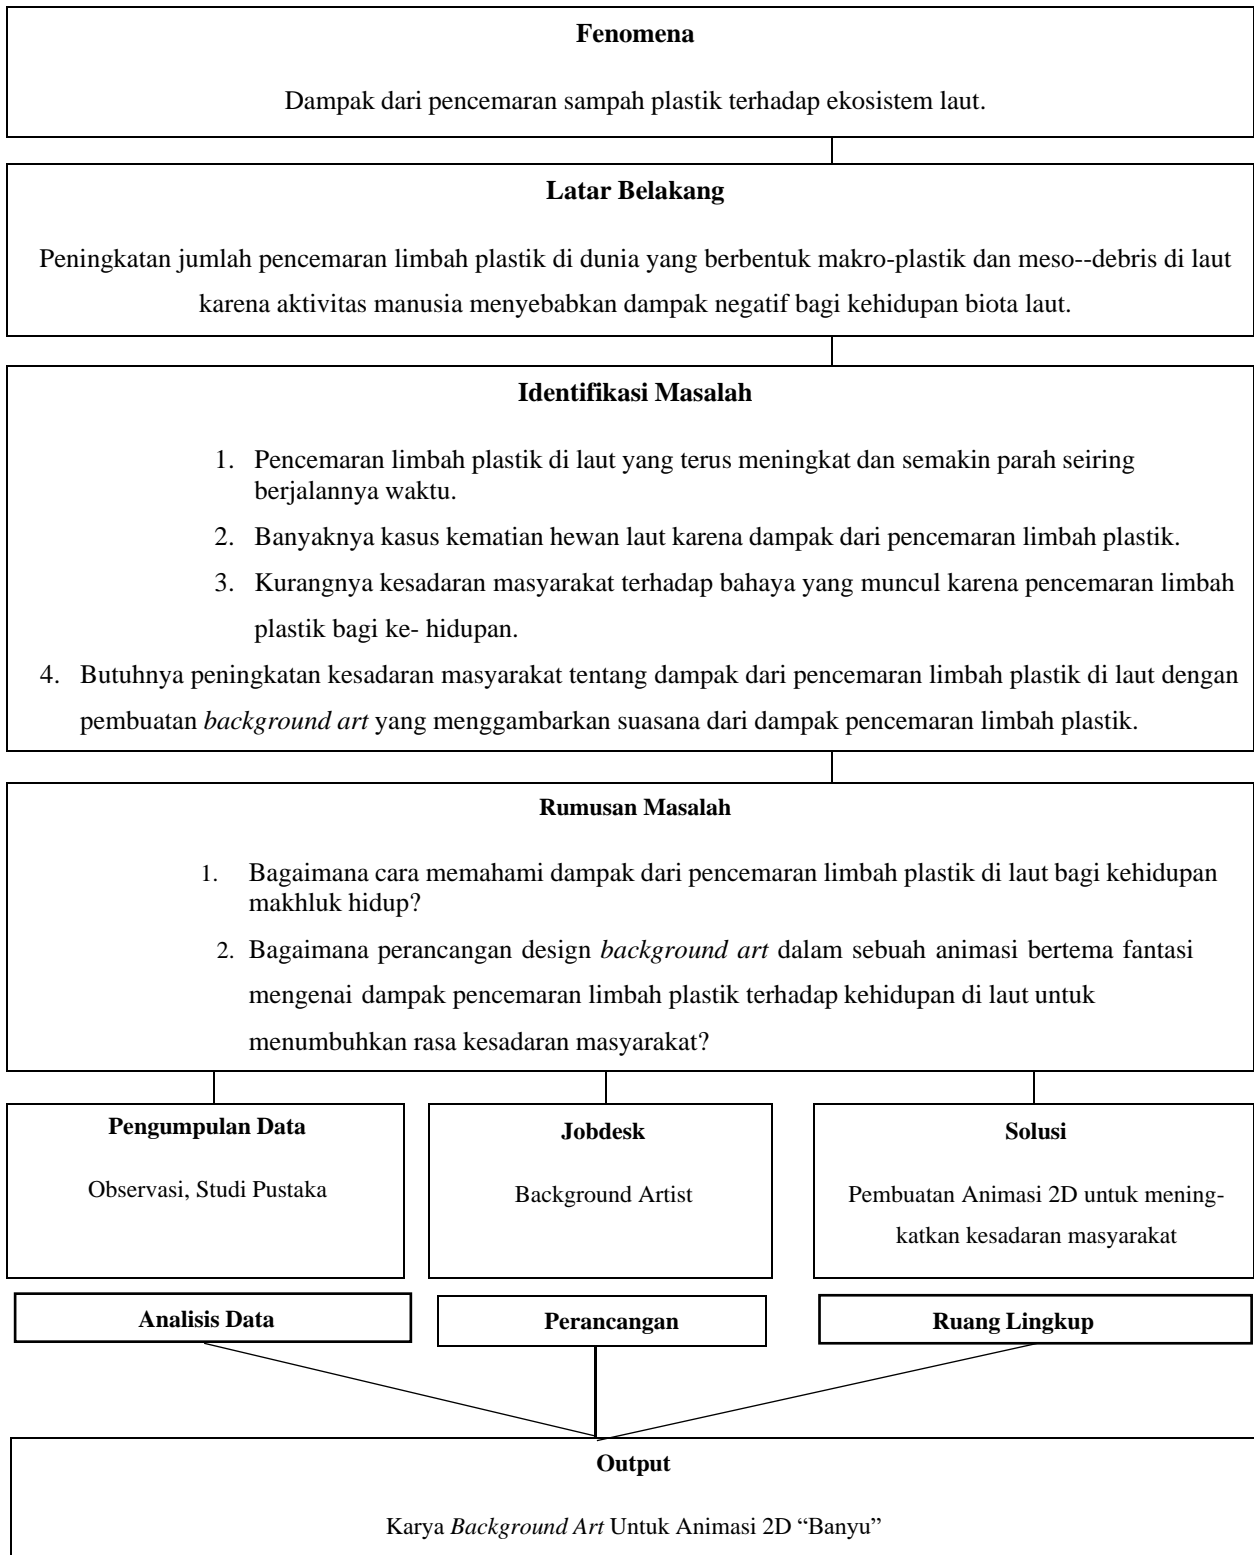 Fenomena
Dampak dari pencemaran sampah plastik terhadap ekosistem laut.
Latar Belakang
Peningkatan jumlah pencemaran limbah plastik di dunia yang berbentuk makro-plastik dan meso--debris di laut
karena aktivitas manusia menyebabkan dampak negatif bagi kehidupan biota laut.
Identifikasi Masalah
1. Pencemaran limbah plastik di laut yang terus meningkat dan semakin parah seiring
berjalannya waktu.
2. Banyaknya kasus kematian hewan laut karena dampak dari pencemaran limbah plastik.
3. Kurangnya kesadaran masyarakat terhadap bahaya yang muncul karena pencemaran limbah
plastik bagi ke- hidupan.
4. Butuhnya peningkatan kesadaran masyarakat tentang dampak dari pencemaran limbah plastik di laut dengan
pembuatan background art yang menggambarkan suasana dari dampak pencemaran limbah plastik.
Rumusan Masalah
1. Bagaimana cara memahami dampak dari pencemaran limbah plastik di laut bagi kehidupan
makhluk hidup?
2. Bagaimana perancangan design background art dalam sebuah animasi bertema fantasi
mengenai dampak pencemaran limbah plastik terhadap kehidupan di laut untuk
menumbuhkan rasa kesadaran masyarakat?
Pengumpulan Data
Observasi, Studi Pustaka
Jobdesk
Background Artist
Solusi
Pembuatan Animasi 2D untuk mening-
katkan kesadaran masyarakat
Analisis Data
Perancangan
Ruang Lingkup
Output
Karya Background Art Untuk Animasi 2D “Banyu”